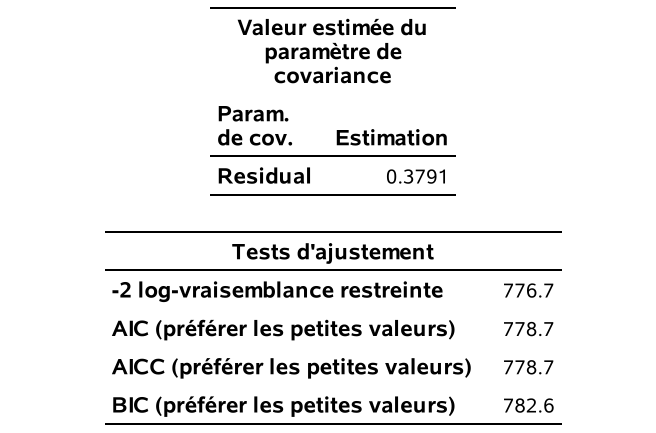 Valeur estimée du
paramètre de
covariance
Param.
de cov. Estimation
Residual 0.3791
Tests d'ajustement
-2 log-vraisemblance restreinte 776.7
AIC (préférer les petites valeurs) 778.7
AICC (préférer les petites valeurs) 778.7
BIC (préférer les petites valeurs) 782.6